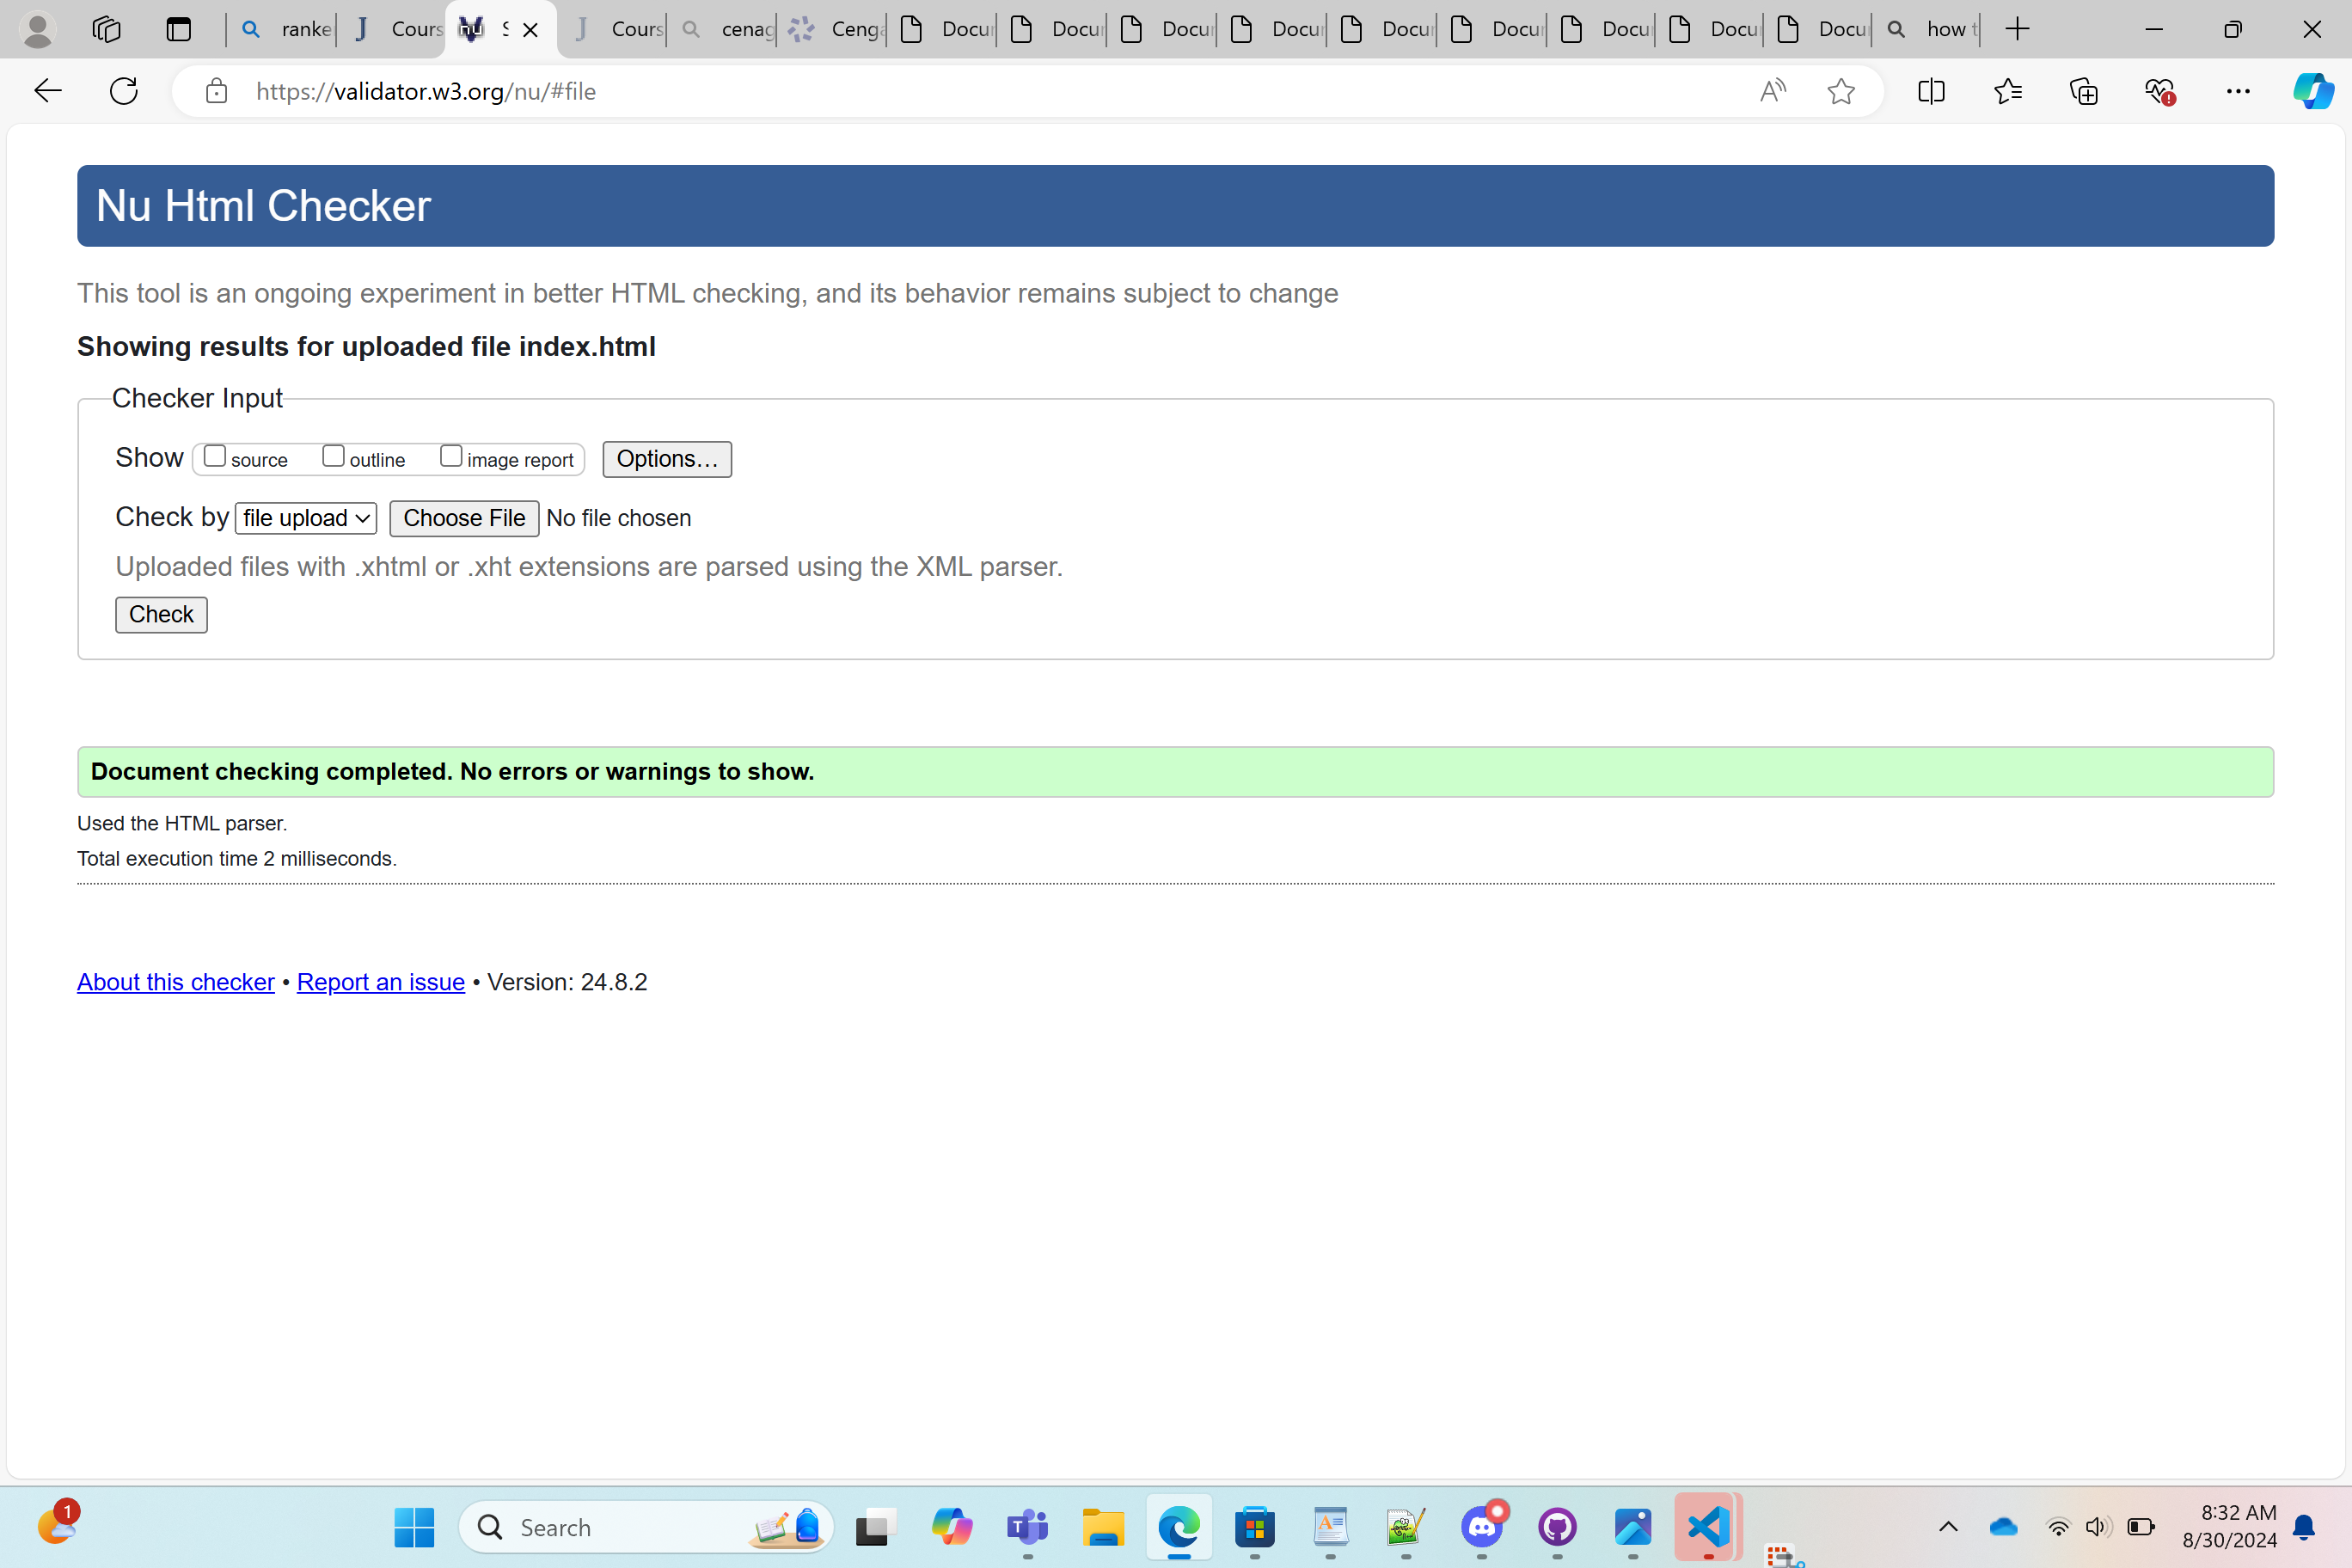 ranke
Cours
Cours
cenag
Cenga
Docu
Docu
Docu
Docu
Docu
Docu
Docu
Docu
Docu
how t
https://validator.w3.org/nu/#file
Nu Html Checker
This tool is an ongoing experiment in better HTML checking, and its behavior remains subject to change
Showing results for uploaded file index.html
Checker Input
Show source outline image report Options…
Check by file upload Choose File No file chosen
Uploaded files with .xhtml or .xht extensions are parsed using the XML parser.
Check
Document checking completed. No errors or warnings to show.
Used the HTML parser.
Total execution time 2 milliseconds.
About this checker • Report an issue • Version: 24.8.2
1
Search
8:32 AM
8/30/2024